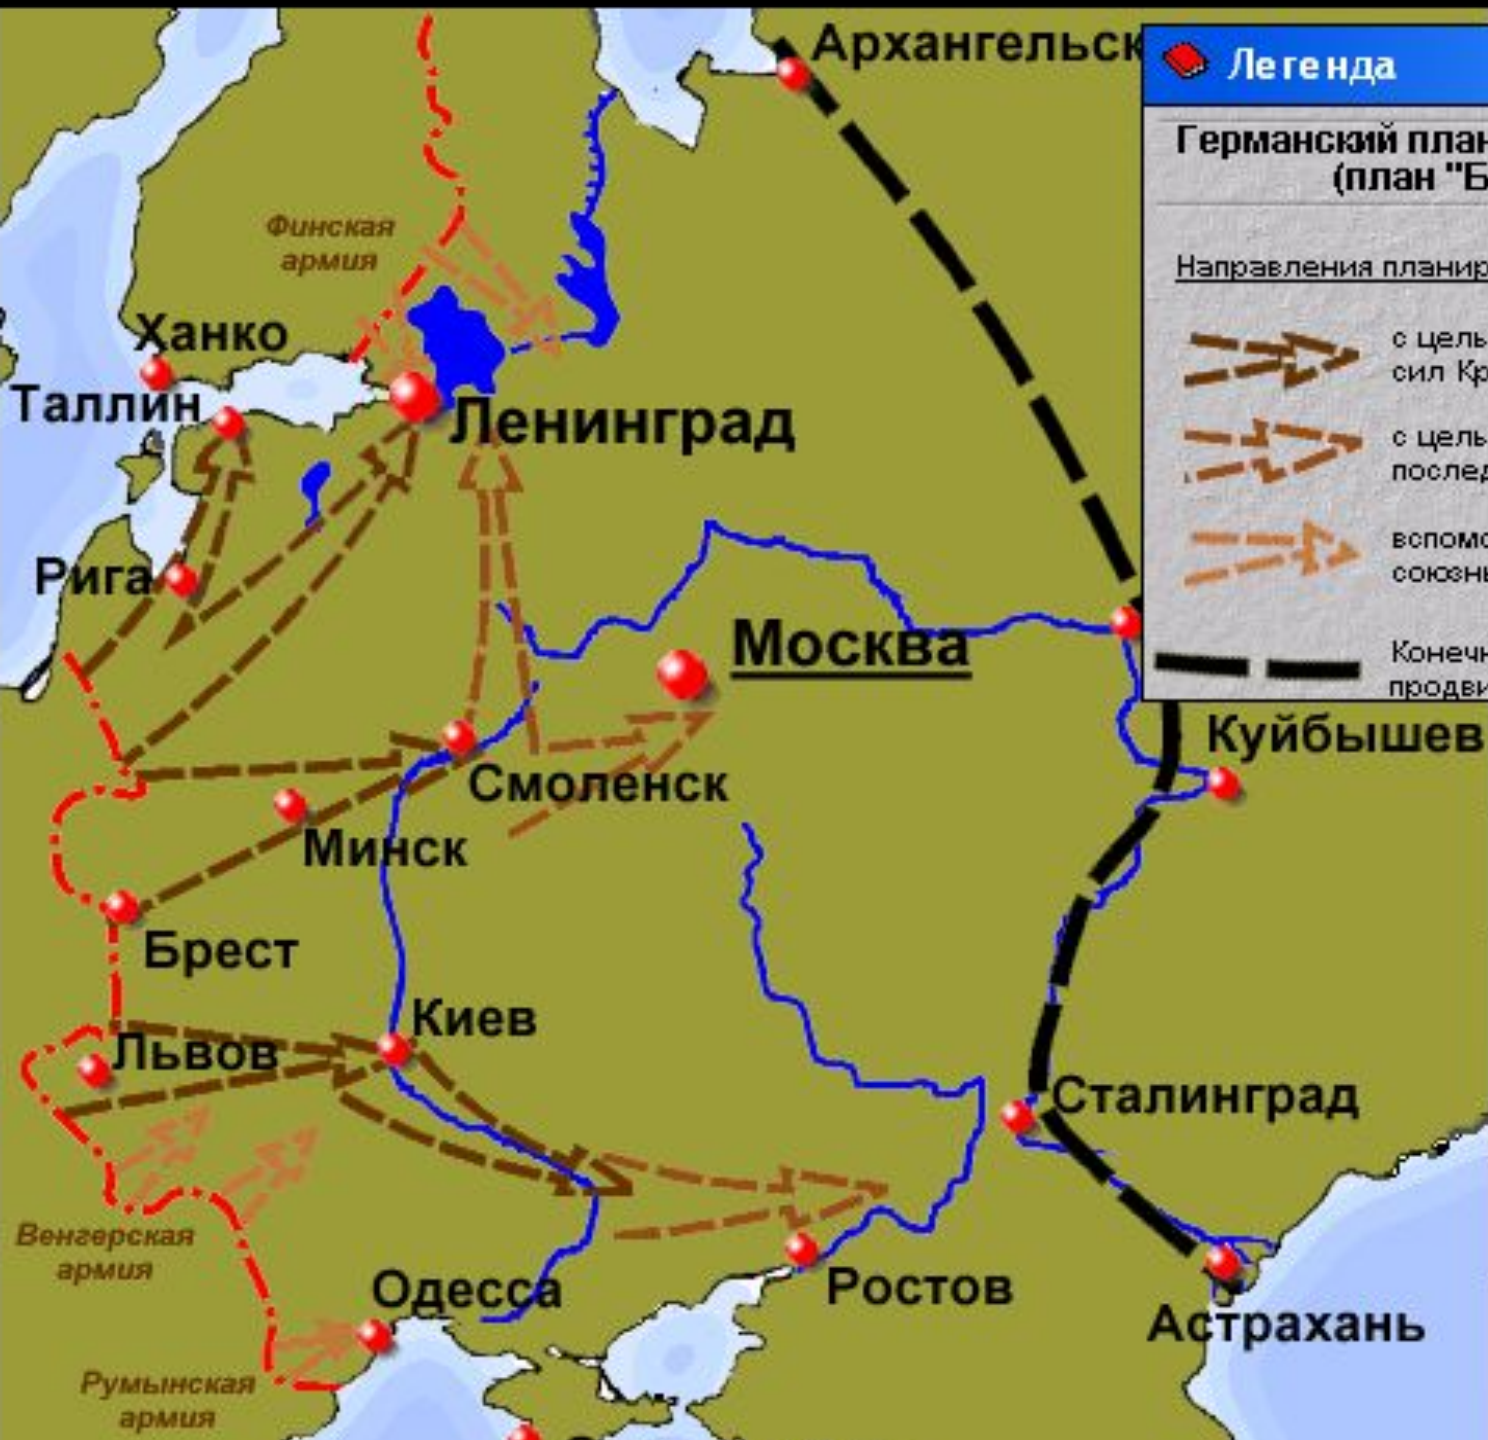 Архангельск
Легенда
Германский план
(план "Б
Направления планир
с цель
сил Кр
с цель
послед
вспомо
союзнь
Конечн
продви
Финская
армия
Ханко
Таллин
Ленинград
Рига
Москва
Куйбышев
Смоленск
Минск
Брест
Киев
Львов
Сталинград
Венгерская
армия
Одесса
Ростов
Астрахань
Румынская
армия